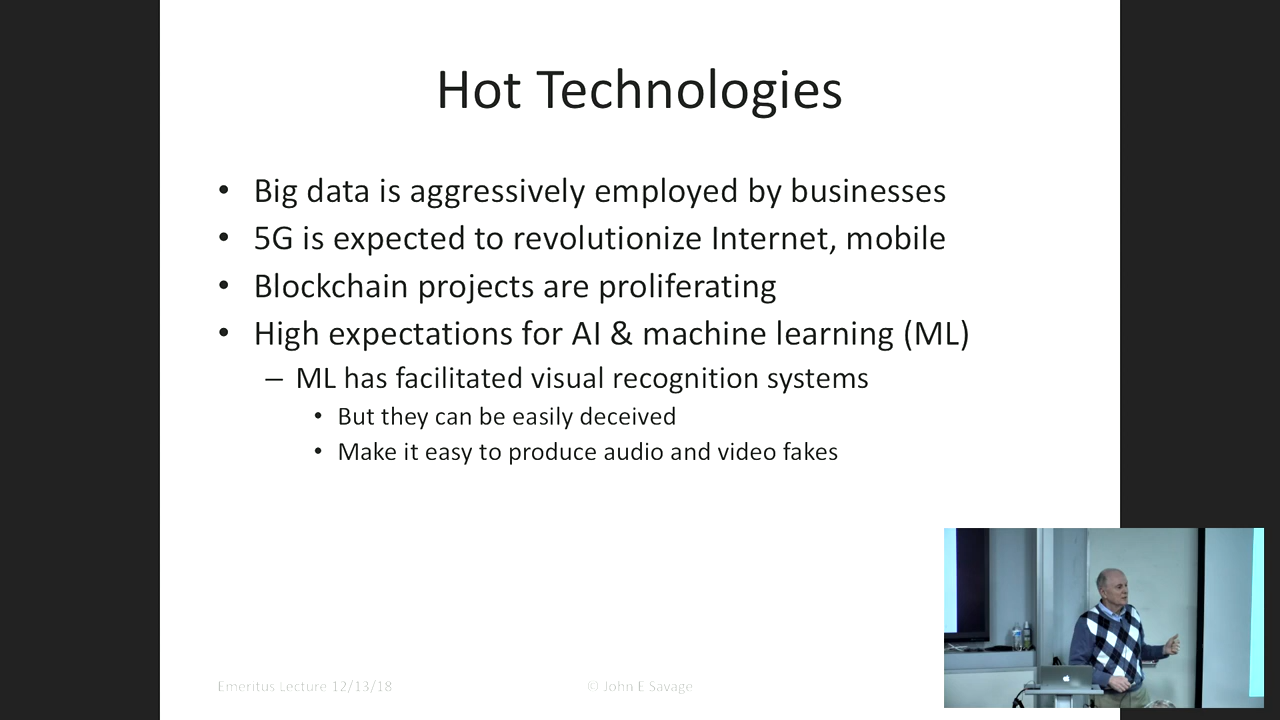 Hot Technologies
• Big data is aggressively employed by businesses
• 5G is expected to revolutionize Internet, mobile
• Blockchain projects are proliferating
• High expectations for AI & machine learning (ML)
– ML has facilitated visual recognition systems
• But they can be easily deceived
• Make it easy to produce audio and video fakes
Emeritus Lecture 12/13/18
© John E Savage